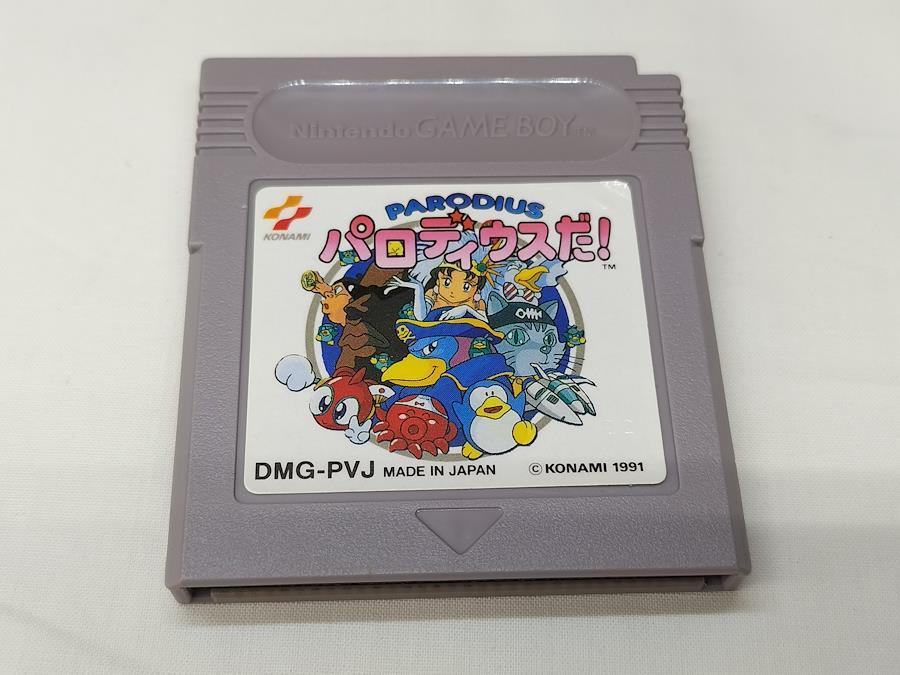 Nintendo GAME BOY TM
KONAMI
PARODIUS
パロディウスだ!
TM
DMG-PVJ MADE IN JAPAN © KONAMI 1991